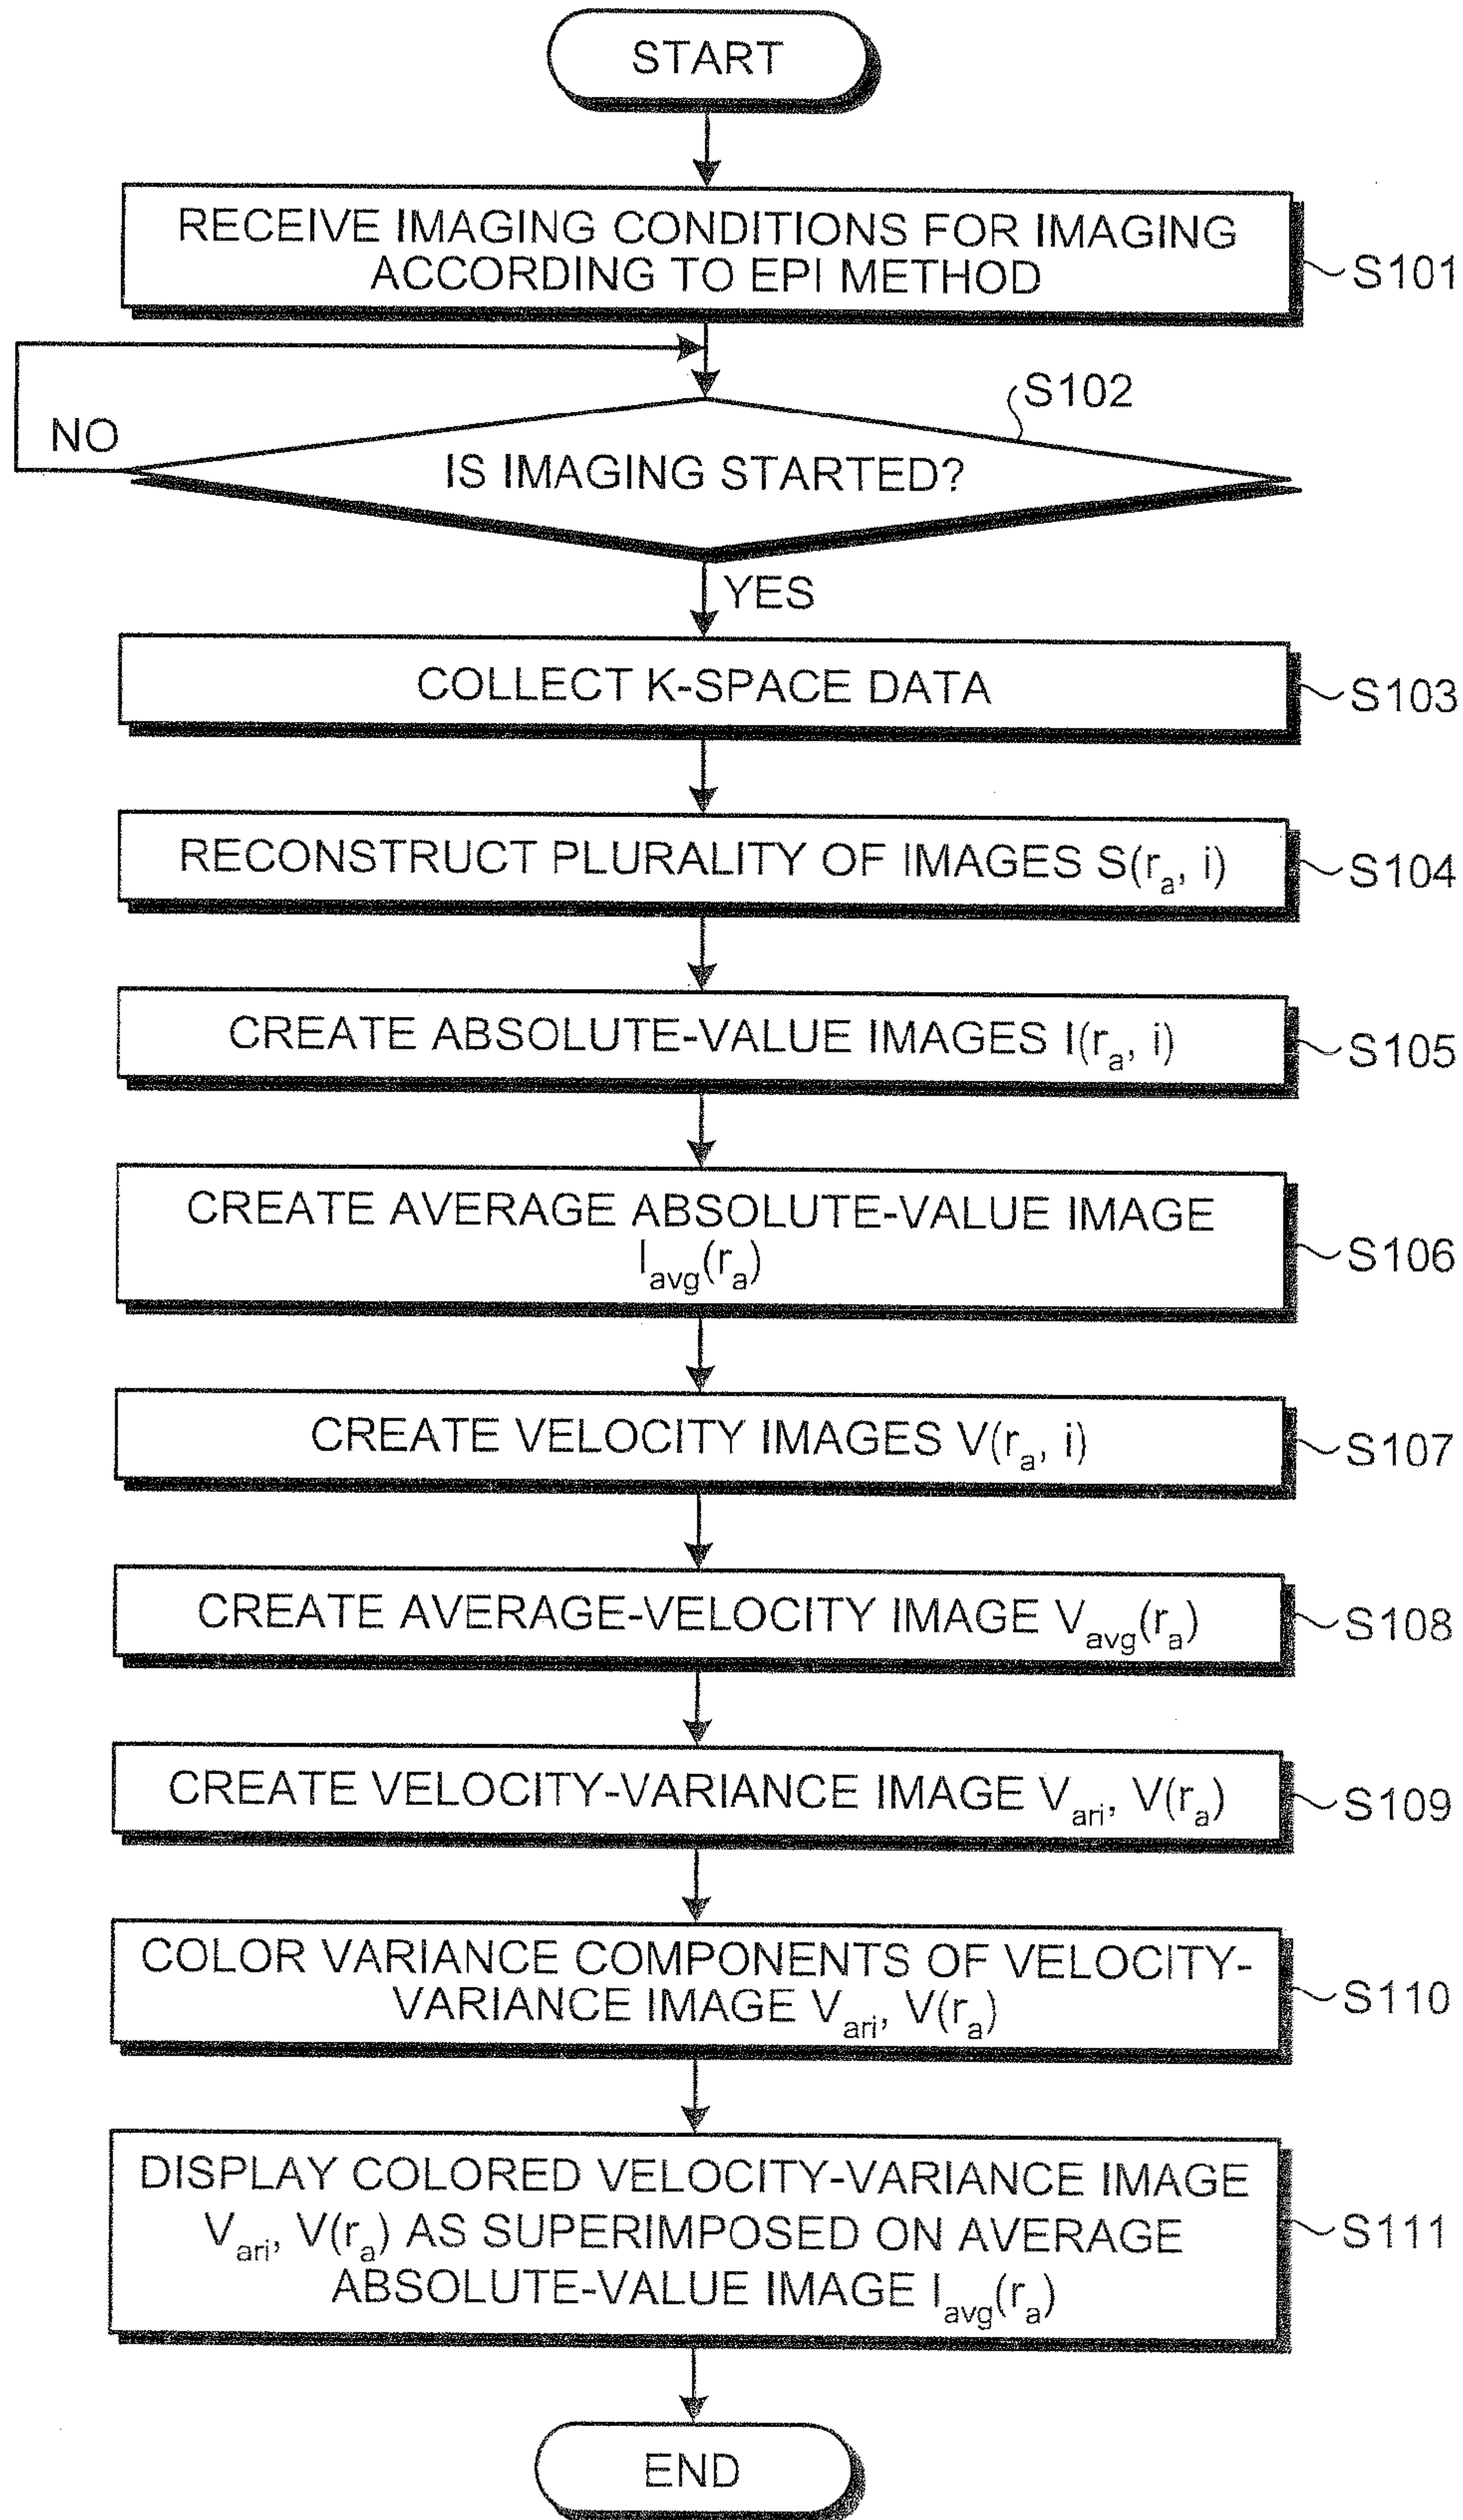 START
RECEIVE IMAGING CONDITIONS FOR IMAGING
ACCORDING TO EPI METHOD
S101
S102
NO
IS IMAGING STARTED?
YES
COLLECT K-SPACE DATA
S103
RECONSTRUCT PLURALITY OF IMAGES S(ra, i)
S104
CREATE ABSOLUTE-VALUE IMAGES I(ra, i)
S105
CREATE AVERAGE ABSOLUTE-VALUE IMAGE
Iavg(ra)
S106
CREATE VELOCITY IMAGES V(ra, i)
S107
CREATE AVERAGE-VELOCITY IMAGE Vavg(ra)
S108
CREATE VELOCITY-VARIANCE IMAGE Vari, V(ra)
S109
COLOR VARIANCE COMPONENTS OF VELOCITY-
VARIANCE IMAGE Vari, V(ra)
S110
DISPLAY COLORED VELOCITY-VARIANCE IMAGE
Vari, V(ra) AS SUPERIMPOSED ON AVERAGE
ABSOLUTE-VALUE IMAGE Iavg(ra)
S111
END